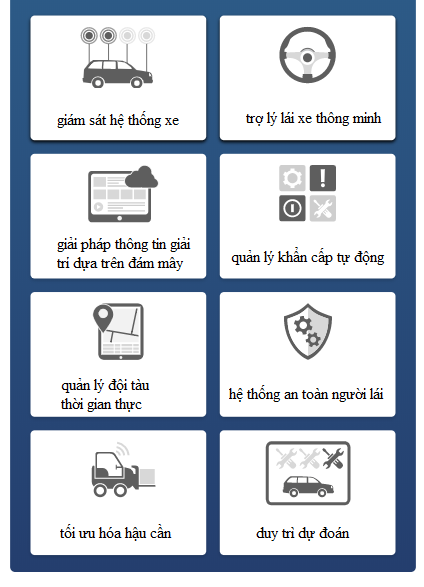 giám sát hệ thống xe
trợ lý lái xe thông minh
giải pháp thông tin giải
trí dựa trên đám mây
quản lý khẩn cấp tự động
quản lý đội tàu
thời gian thực
hệ thống an toàn người lái
tối ưu hóa hậu cần
duy trì dự đoán